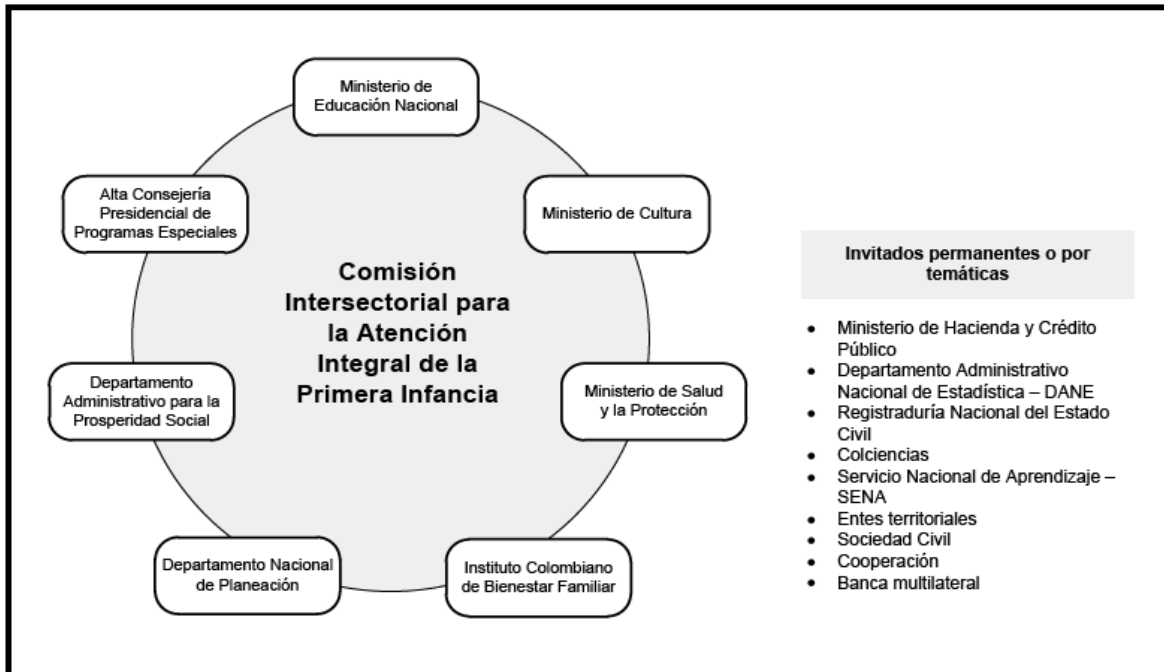 Ministerio de
Educación Nacional
Alta Consejería
Presidencial de
Programas Especiales
Ministerio de Cultura
Comisión
Intersectorial para
la Atención
Integral de la
Primera Infancia
Departamento
Administrativo para la
Prosperidad Social
Ministerio de Salud
y la Protección
Departamento Nacional
de Planeación
Instituto Colombiano
de Bienestar Familiar
Invitados permanentes o por
temáticas
• Ministerio de Hacienda y Crédito
Público
• Departamento Administrativo
Nacional de Estadística – DANE
• Registraduría Nacional del Estado
Civil
• Colciencias
• Servicio Nacional de Aprendizaje –
SENA
• Entes territoriales
• Sociedad Civil
• Cooperación
• Banca multilateral